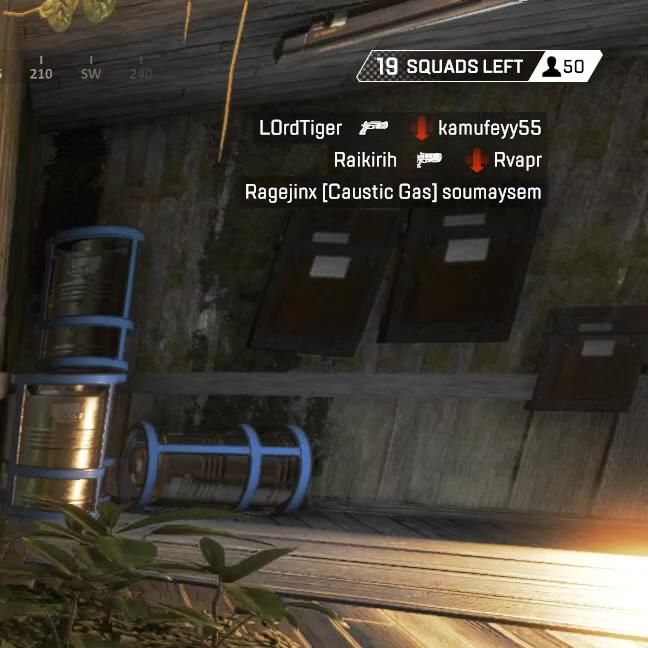 210 SW 240
19 SQUADS LEFT 50
L0rdTiger kamufeyy55
Raikirih Rvapr
Ragejinx [Caustic Gas] soumaysem